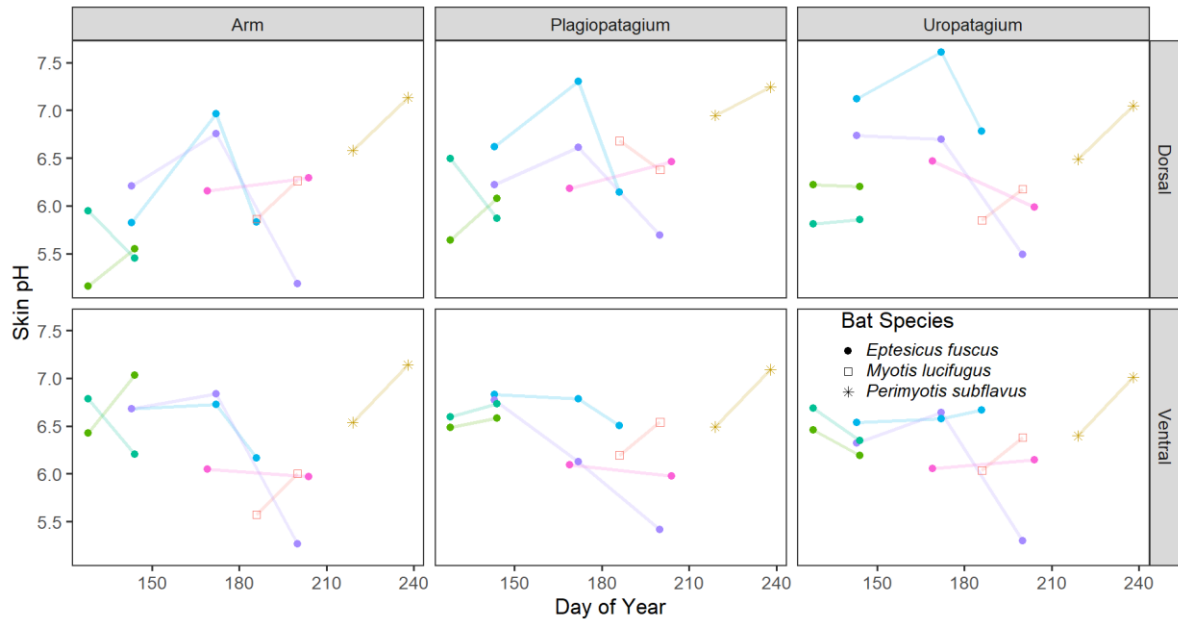 Arm
Plagiopatagium
Uropatagium
7.5
7.0
6.5
6.0
5.5
Dorsal
Skin pH
7.5
7.0
6.5
6.0
5.5
Bat Species
Eptesicus fuscus
Myotis lucifugus
Perimyotis subflavus
Ventral
150 180 210 240
150 180 210 240
150 180 210 240
Day of Year